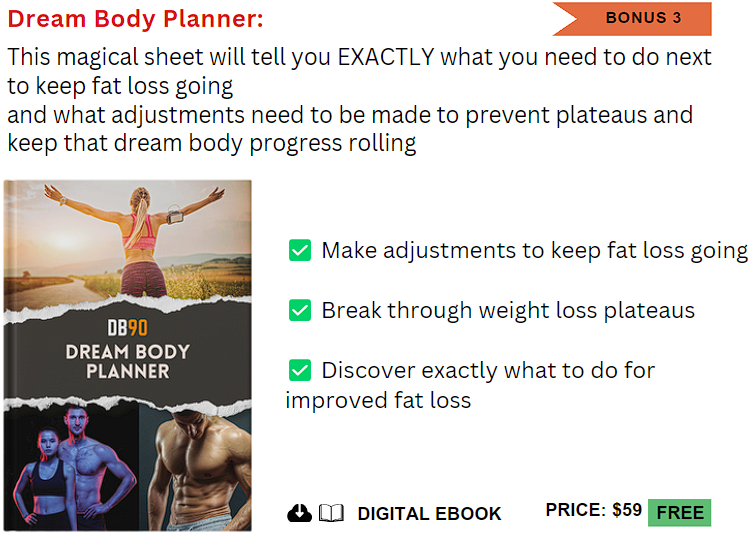 Dream Body Planner:
BONUS 3
This magical sheet will tell you EXACTLY what you need to do next
to keep fat loss going
and what adjustments need to be made to prevent plateaus and
keep that dream body progress rolling
DB90
DREAM BODY
PLANNER
Make adjustments to keep fat loss going
Break through weight loss plateaus
Discover exactly what to do for
improved fat loss
DIGITAL EBOOK
PRICE: $59 FREE